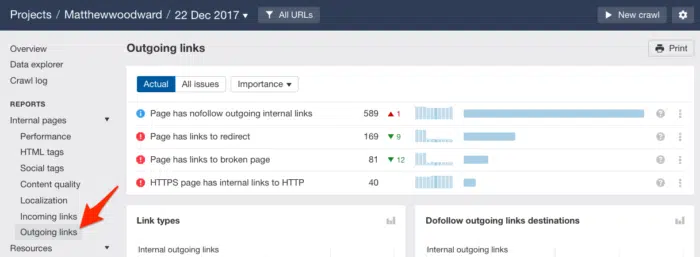 Projects / Matthewwoodward / 22 Dec 2017 All URLs New crawl
Overview
Data explorer
Crawl log
REPORTS
Internal pages
Performance
HTML tags
Social tags
Content quality
Localization
Incoming links
Outgoing links
Resources
Outgoing links Print
Actual All issues Importance
Page has nofollow outgoing internal links 589 1
Page has links to redirect 169 9
Page has links to broken page 81 12
HTTPS page has internal links to HTTP 40
Link types
Internal outgoing links
Dofollow outgoing links destinations
Internal outgoing links